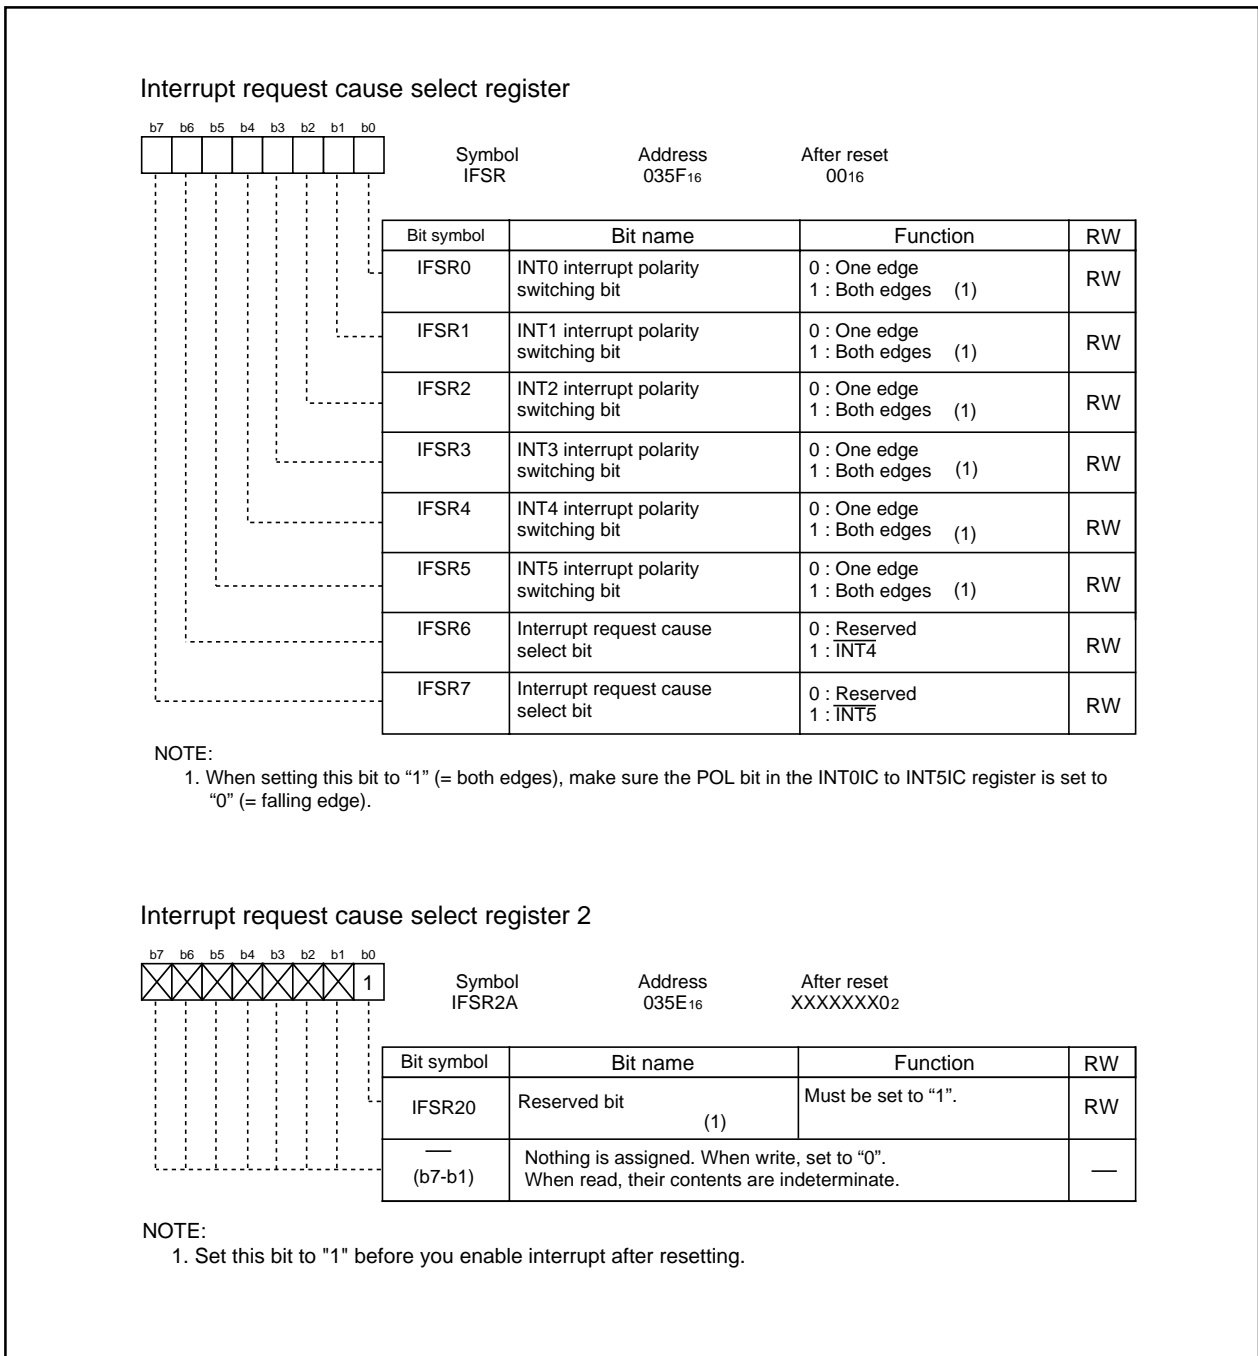 Interrupt request cause select register
b7 b6 b5 b4 b3 b2 b1 b0
Symbol Address After reset
IFSR 035F16 0016
Bit symbol Bit name Function RW
IFSR0 INT0 interrupt polarity switching bit 0 : One edge
1 : Both edges (1) RW
IFSR1 INT1 interrupt polarity switching bit 0 : One edge
1 : Both edges (1) RW
IFSR2 INT2 interrupt polarity switching bit 0 : One edge
1 : Both edges (1) RW
IFSR3 INT3 interrupt polarity switching bit 0 : One edge
1 : Both edges (1) RW
IFSR4 INT4 interrupt polarity switching bit 0 : One edge
1 : Both edges (1) RW
IFSR5 INT5 interrupt polarity switching bit 0 : One edge
1 : Both edges (1) RW
IFSR6 Interrupt request cause select bit 0 : Reserved
1 : INT4 RW
IFSR7 Interrupt request cause select bit 0 : Reserved
1 : INT5 RW
NOTE:
1. When setting this bit to “1” (= both edges), make sure the POL bit in the INT0IC to INT5IC register is set to
“0” (= falling edge).
Interrupt request cause select register 2
b7 b6 b5 b4 b3 b2 b1 b0
1
Symbol Address After reset
IFSR2A 035E16 XXXXXXX02
Bit symbol Bit name Function RW
IFSR20 Reserved bit (1) Must be set to “1”. RW
— (b7-b1) Nothing is assigned. When write, set to “0”.
When read, their contents are indeterminate. —
NOTE:
1. Set this bit to "1" before you enable interrupt after resetting.